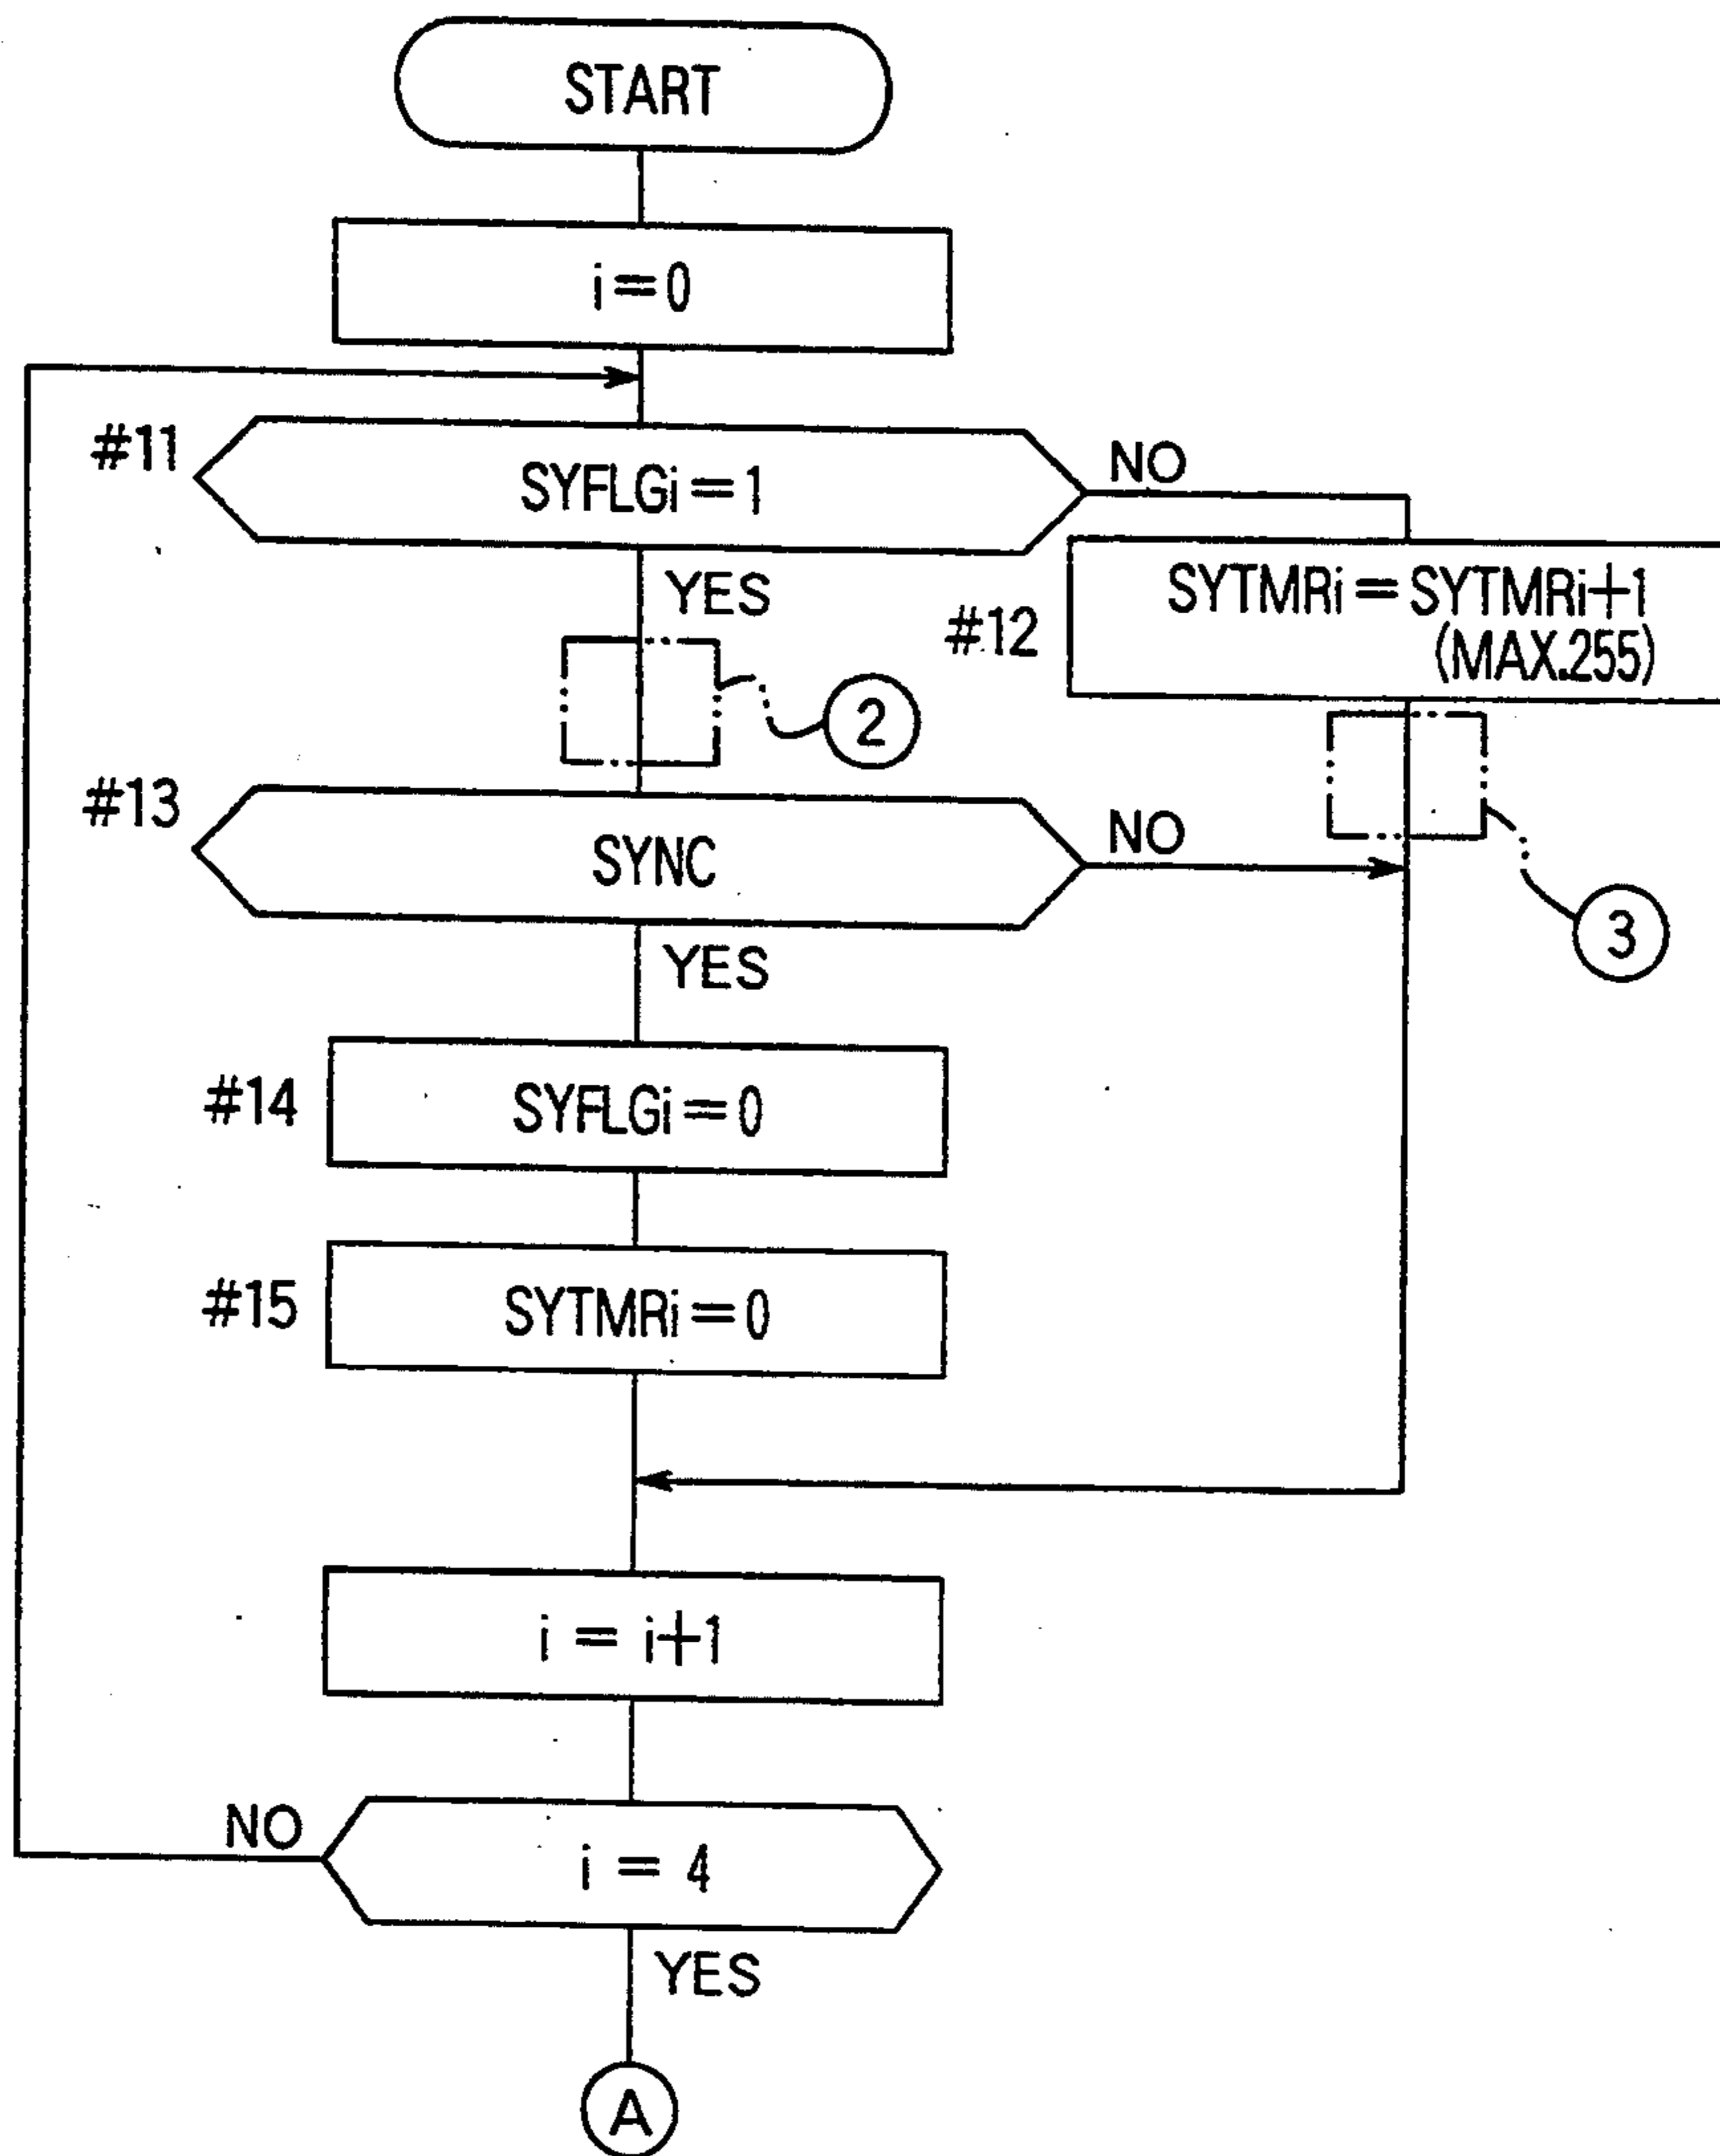 START
i=0
#11
SYFLGi=1
NO
YES
#12
SYTMRi=SYTMRi+1
(MAX.255)
②
#13
SYNC
NO
③
YES
#14
SYFLGi=0
#15
SYTMRi=0
i = i+1
NO
i = 4
YES
A